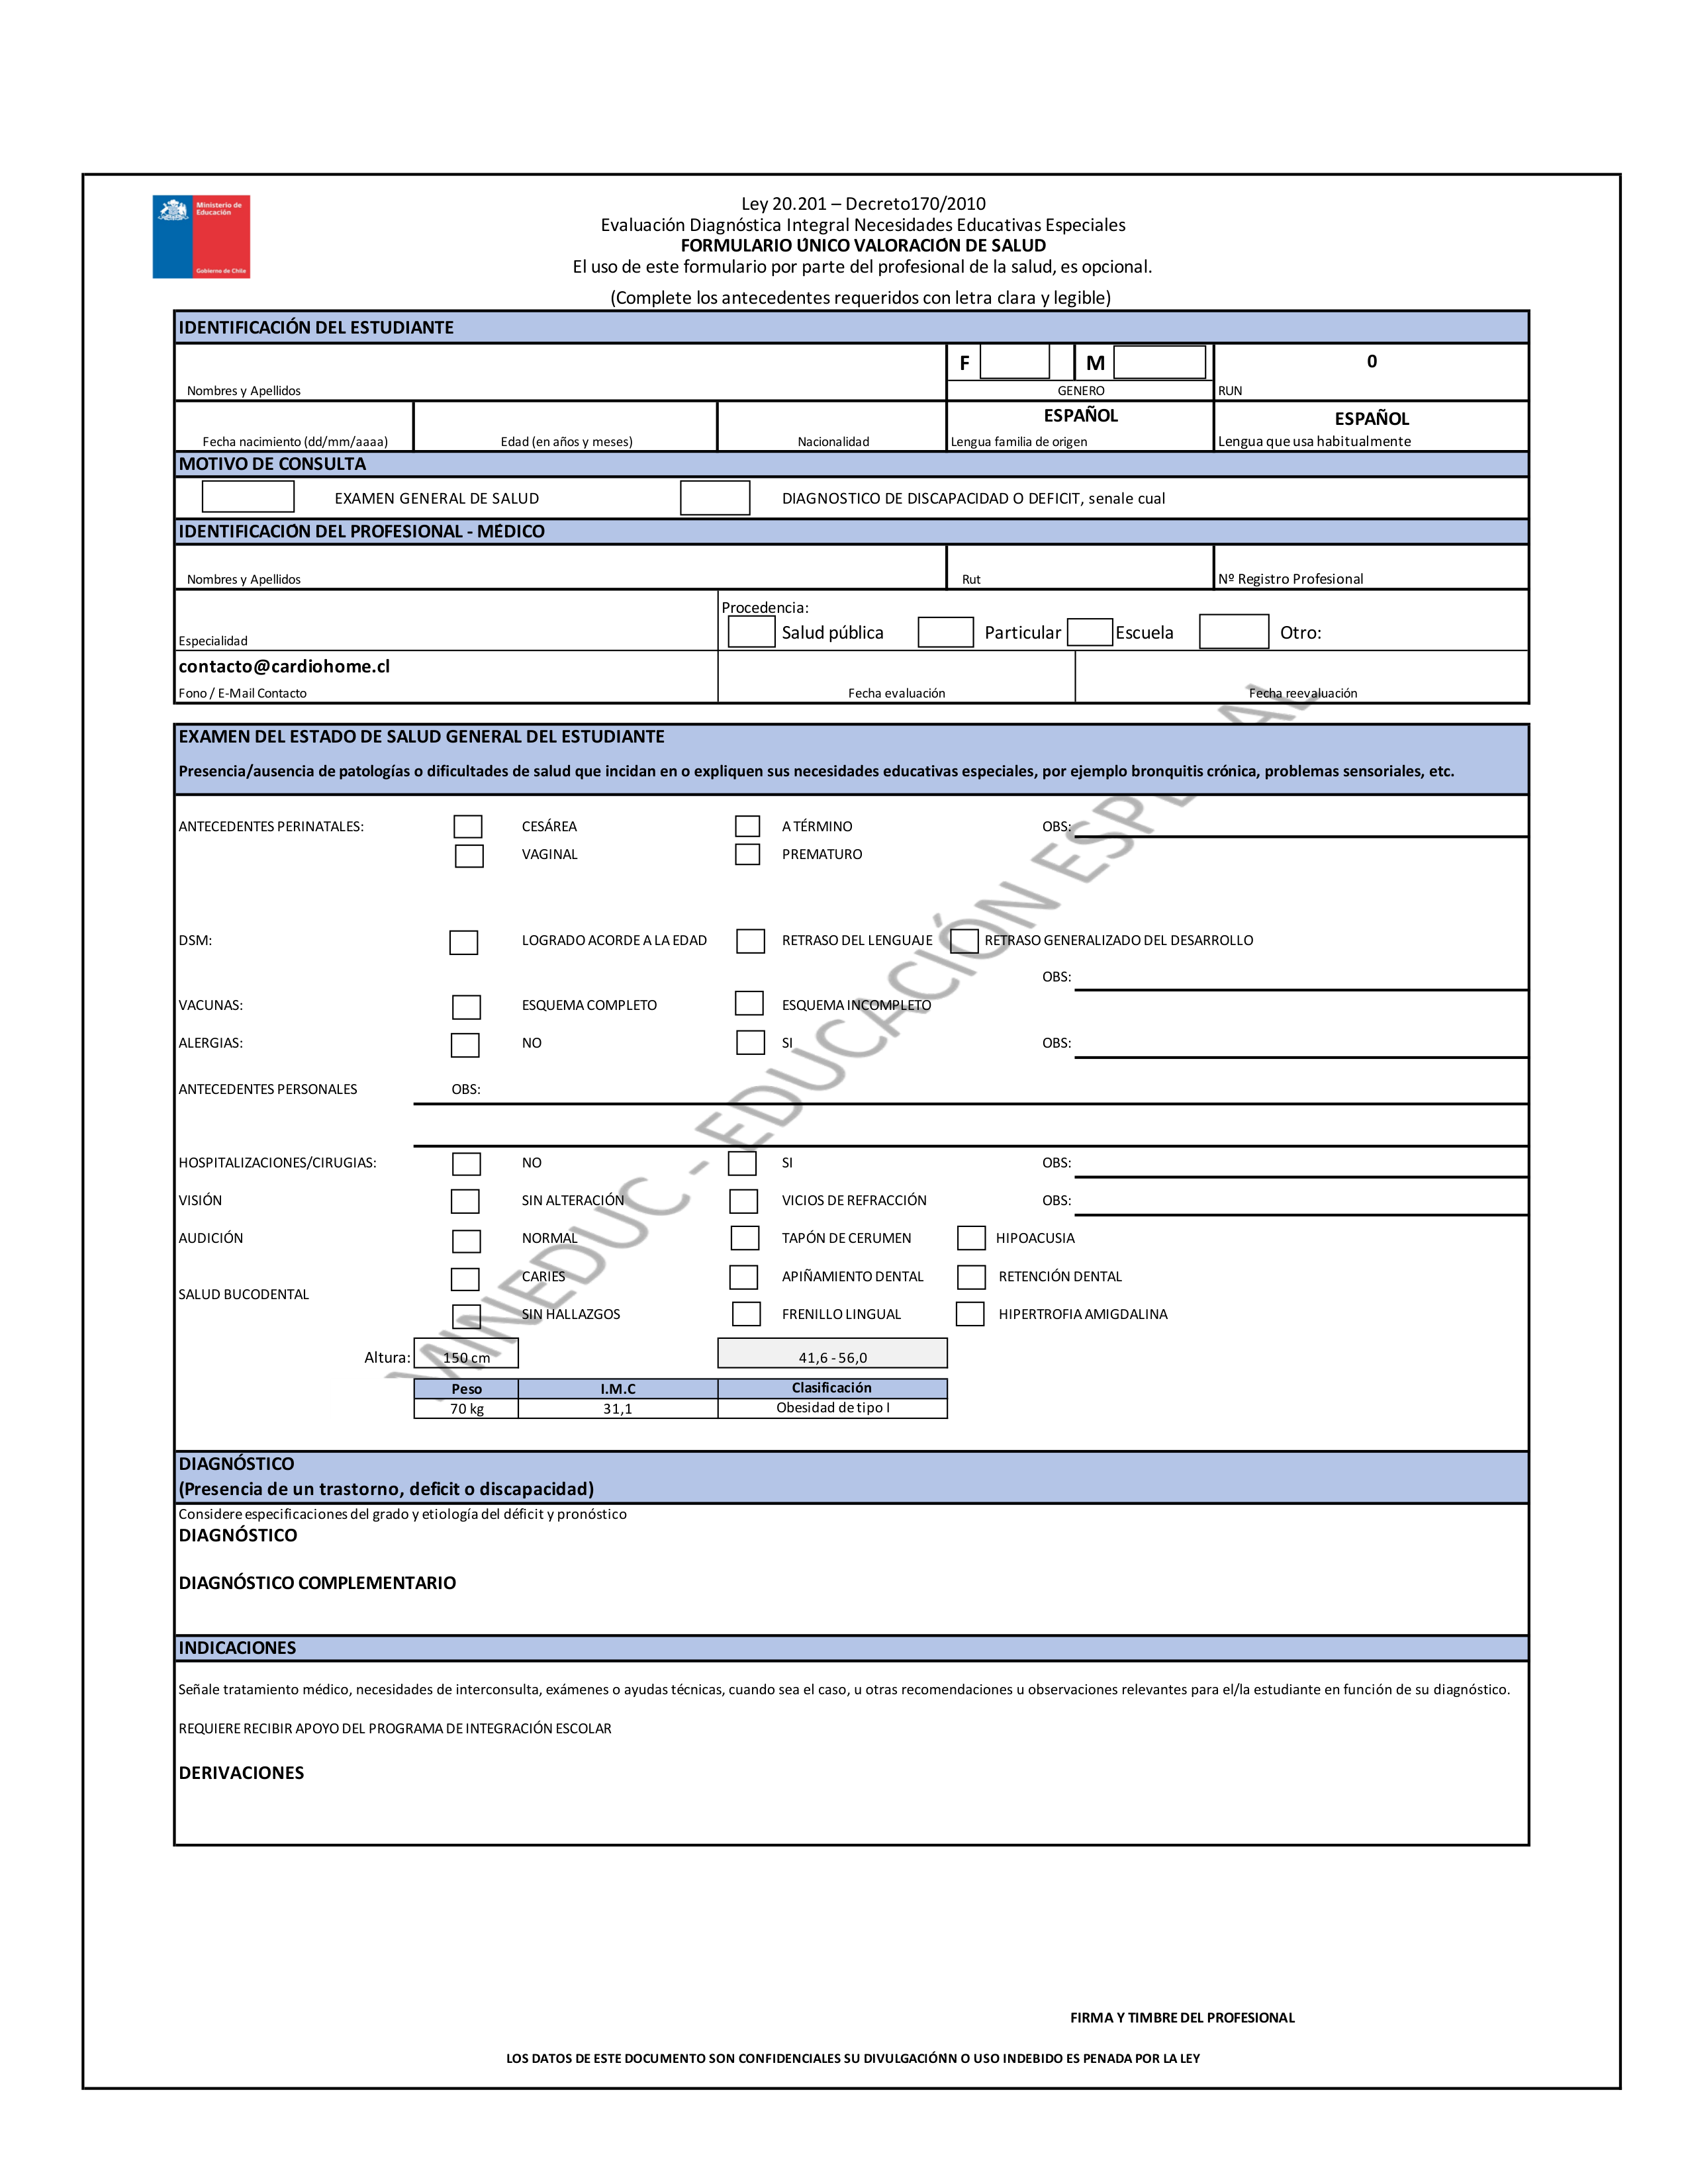 Ministerio de
Educación
Gobierno de Chile
Ley 20.201 – Decreto170/2010
Evaluación Diagnóstica Integral Necesidades Educativas Especiales
FORMULARIO ÚNICO VALORACIÓN DE SALUD
El uso de este formulario por parte del profesional de la salud, es opcional.
(Complete los antecedentes requeridos con letra clara y legible)
IDENTIFICACIÓN DEL ESTUDIANTE
F M 0
Nombres y Apellidos GENERO RUN
ESPAÑOL ESPAÑOL
Fecha nacimiento (dd/mm/aaaa) Edad (en años y meses) Nacionalidad Lengua familia de origen Lengua que usa habitualmente
MOTIVO DE CONSULTA
EXAMEN GENERAL DE SALUD DIAGNOSTICO DE DISCAPACIDAD O DEFICIT, senale cual
IDENTIFICACIÓN DEL PROFESIONAL - MÉDICO
Nombres y Apellidos Rut Nº Registro Profesional
Procedencia:
Especialidad Salud pública Particular Escuela Otro:
contacto@cardiohome.cl
Fono / E-Mail Contacto Fecha evaluación Fecha reevaluación
EXAMEN DEL ESTADO DE SALUD GENERAL DEL ESTUDIANTE
Presencia/ausencia de patologías o dificultades de salud que incidan en o expliquen sus necesidades educativas especiales, por ejemplo bronquitis crónica, problemas sensoriales, etc.
ANTECEDENTES PERINATALES: CESÁREA A TÉRMINO OBS:
VAGINAL PREMATURO
DSM: LOGRADO ACORDE A LA EDAD RETRASO DEL LENGUAJE RETRASO GENERALIZADO DEL DESARROLLO
OBS:
VACUNAS: ESQUEMA COMPLETO ESQUEMA INCOMPLETO
ALERGIAS: NO SI OBS:
ANTECEDENTES PERSONALES OBS:
HOSPITALIZACIONES/CIRUGIAS: NO SI OBS:
VISIÓN SIN ALTERACIÓN VICIOS DE REFRACCIÓN OBS:
AUDICIÓN NORMAL TAPÓN DE CERUMEN HIPOACUSIA
CARIES APIÑAMIENTO DENTAL RETENCIÓN DENTAL
SALUD BUCODENTAL
SIN HALLAZGOS FRENILLO LINGUAL HIPERTROFIA AMIGDALINA
Altura: 150 cm 41,6 - 56,0
Peso I.M.C Clasificación
70 kg 31,1 Obesidad de tipo I
MINEDUC - EDUCACIÓN ESPECIAL
DIAGNÓSTICO
(Presencia de un trastorno, deficit o discapacidad)
Considere especificaciones del grado y etiología del déficit y pronóstico
DIAGNÓSTICO
DIAGNÓSTICO COMPLEMENTARIO
INDICACIONES
Señale tratamiento médico, necesidades de interconsulta, exámenes o ayudas técnicas, cuando sea el caso, u otras recomendaciones u observaciones relevantes para el/la estudiante en función de su diagnóstico.
REQUIERE RECIBIR APOYO DEL PROGRAMA DE INTEGRACIÓN ESCOLAR
DERIVACIONES
FIRMA Y TIMBRE DEL PROFESIONAL
LOS DATOS DE ESTE DOCUMENTO SON CONFIDENCIALES SU DIVULGACIÓNN O USO INDEBIDO ES PENADA POR LA LEY